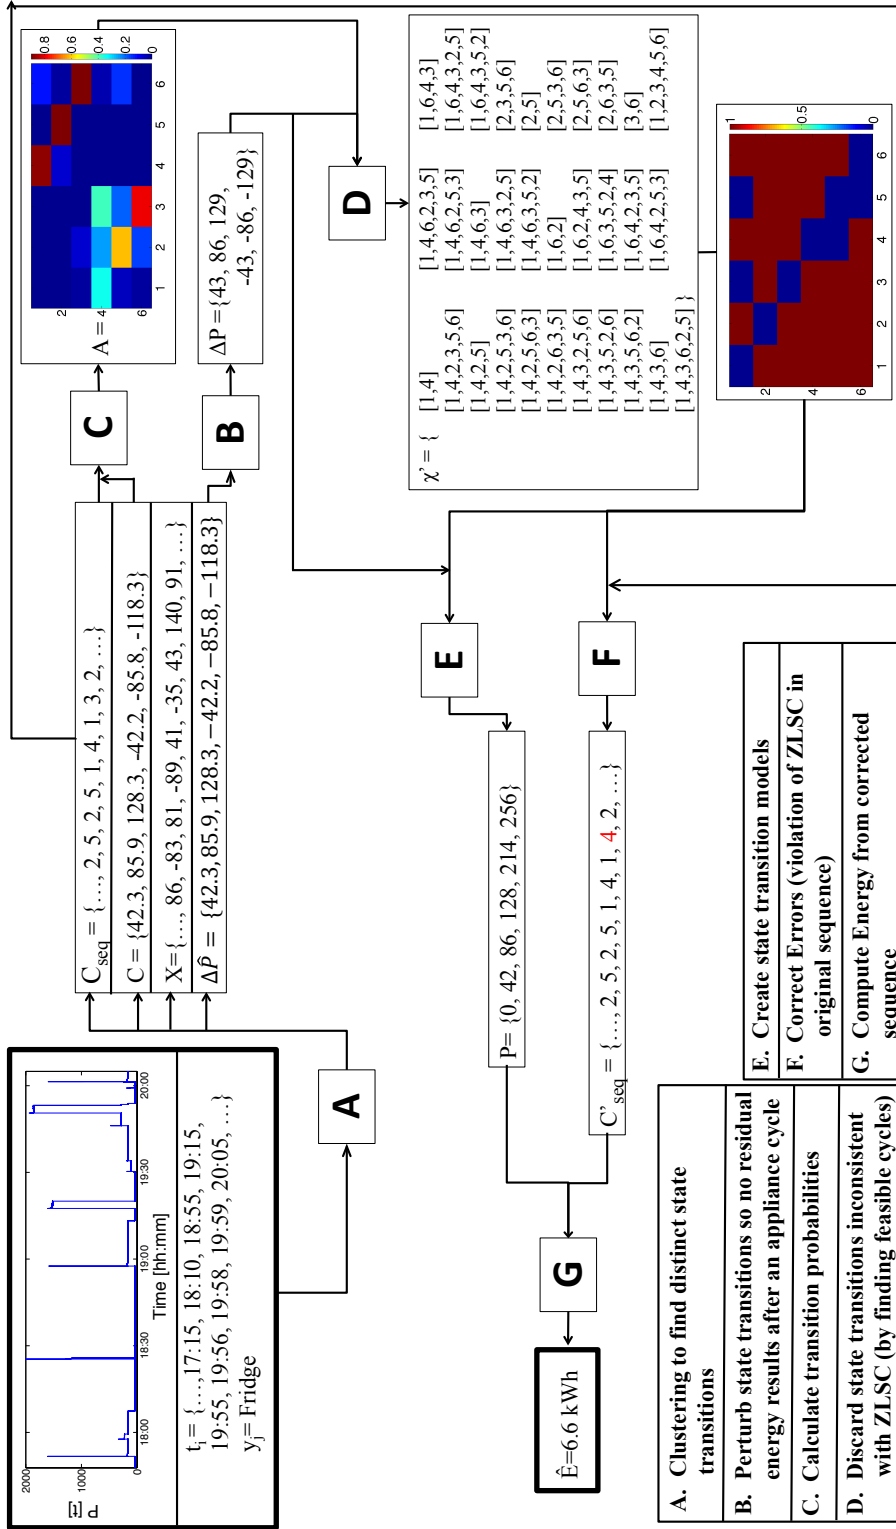 2000
1000
0
P [t]
18:00
18:30
19:00
19:30
20:00
Time [hh:mm]
t_i = {…,17:15, 18:10, 18:55, 19:15,
19:55, 19:56, 19:58, 19:59, 20:05, …}
y_j= Fridge
A
C_seq = {…, 2, 5, 2, 5, 1, 4, 1, 3, 2, …}
C = {42.3, 85.9, 128.3, -42.2, -85.8, -118.3}
X={…, 86, -83, 81, -89, 41, -35, 43, 140, 91, …}
ΔP̂ = {42.3, 85.9, 128.3, −42.2, −85.8, −118.3}
C
B
A =
2
4
6
1
2
3
4
5
6
0.8
0.6
0.4
0.2
0
ΔP ={43, 86, 129,
-43, -86, -129}
D
χ' = {
[1,4]
[1,4,2,3,5,6]
[1,4,2,5]
[1,4,2,5,3,6]
[1,4,2,5,6,3]
[1,4,2,6,3,5]
[1,4,3,2,5,6]
[1,4,3,5,2,6]
[1,4,3,5,6,2]
[1,4,3,6]
[1,4,3,6,2,5] }
[1,4,6,2,3,5]
[1,4,6,2,5,3]
[1,4,6,3]
[1,4,6,3,2,5]
[1,4,6,3,5,2]
[1,6,2]
[1,6,2,4,3,5]
[1,6,3,5,2,4]
[1,6,4,2,3,5]
[1,6,4,2,5,3]
[1,6,4,3]
[1,6,4,3,2,5]
[1,6,4,3,5,2]
[2,3,5,6]
[2,5]
[2,5,3,6]
[2,5,6,3]
[2,6,3,5]
[3,6]
[1,2,3,4,5,6]
2
4
6
1
2
3
4
5
6
1
0.5
0
E
F
P= {0, 42, 86, 128, 214, 256}
C'_seq = {…, 2, 5, 2, 5, 1, 4, 1, 4, 2, …}
G
Ê=6.6 kWh
A. Clustering to find distinct state
transitions
B. Perturb state transitions so no residual
energy results after an appliance cycle
C. Calculate transition probabilities
D. Discard state transitions inconsistent
with ZLSC (by finding feasible cycles)
E. Create state transition models
F. Correct Errors (violation of ZLSC in
original sequence)
G. Compute Energy from corrected
sequence